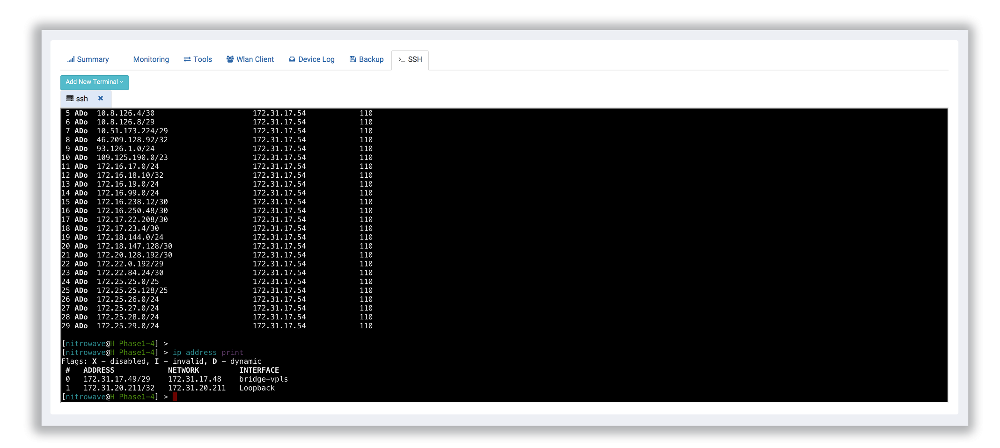 Summary Monitoring Tools Wlan Client Device Log Backup >_ SSH
Add New Terminal
ssh ×
5 ADo 10.8.126.4/30 172.31.17.54 110
6 ADo 10.8.126.8/29 172.31.17.54 110
7 ADo 10.51.173.224/29 172.31.17.54 110
8 ADo 46.209.128.92/32 172.31.17.54 110
9 ADo 93.126.1.0/24 172.31.17.54 110
10 ADo 109.125.190.0/23 172.31.17.54 110
11 ADo 172.16.17.0/24 172.31.17.54 110
12 ADo 172.16.18.10/32 172.31.17.54 110
13 ADo 172.16.19.0/24 172.31.17.54 110
14 ADo 172.16.99.0/24 172.31.17.54 110
15 ADo 172.16.238.12/30 172.31.17.54 110
16 ADo 172.16.250.48/30 172.31.17.54 110
17 ADo 172.17.22.208/30 172.31.17.54 110
18 ADo 172.17.23.4/30 172.31.17.54 110
19 ADo 172.18.144.0/24 172.31.17.54 110
20 ADo 172.18.147.128/30 172.31.17.54 110
21 ADo 172.20.128.192/30 172.31.17.54 110
22 ADo 172.22.0.192/29 172.31.17.54 110
23 ADo 172.22.84.24/30 172.31.17.54 110
24 ADo 172.25.25.0/25 172.31.17.54 110
25 ADo 172.25.25.128/25 172.31.17.54 110
26 ADo 172.25.26.0/24 172.31.17.54 110
27 ADo 172.25.27.0/24 172.31.17.54 110
28 ADo 172.25.28.0/24 172.31.17.54 110
29 ADo 172.25.29.0/24 172.31.17.54 110
[nitrowave@H Phase1-4] >
[nitrowave@H Phase1-4] > ip address print
Flags: X - disabled, I - invalid, D - dynamic
# ADDRESS NETWORK INTERFACE
0 172.31.17.49/29 172.31.17.48 bridge-vpls
1 172.31.20.211/32 172.31.20.211 Loopback
[nitrowave@H Phase1-4] >